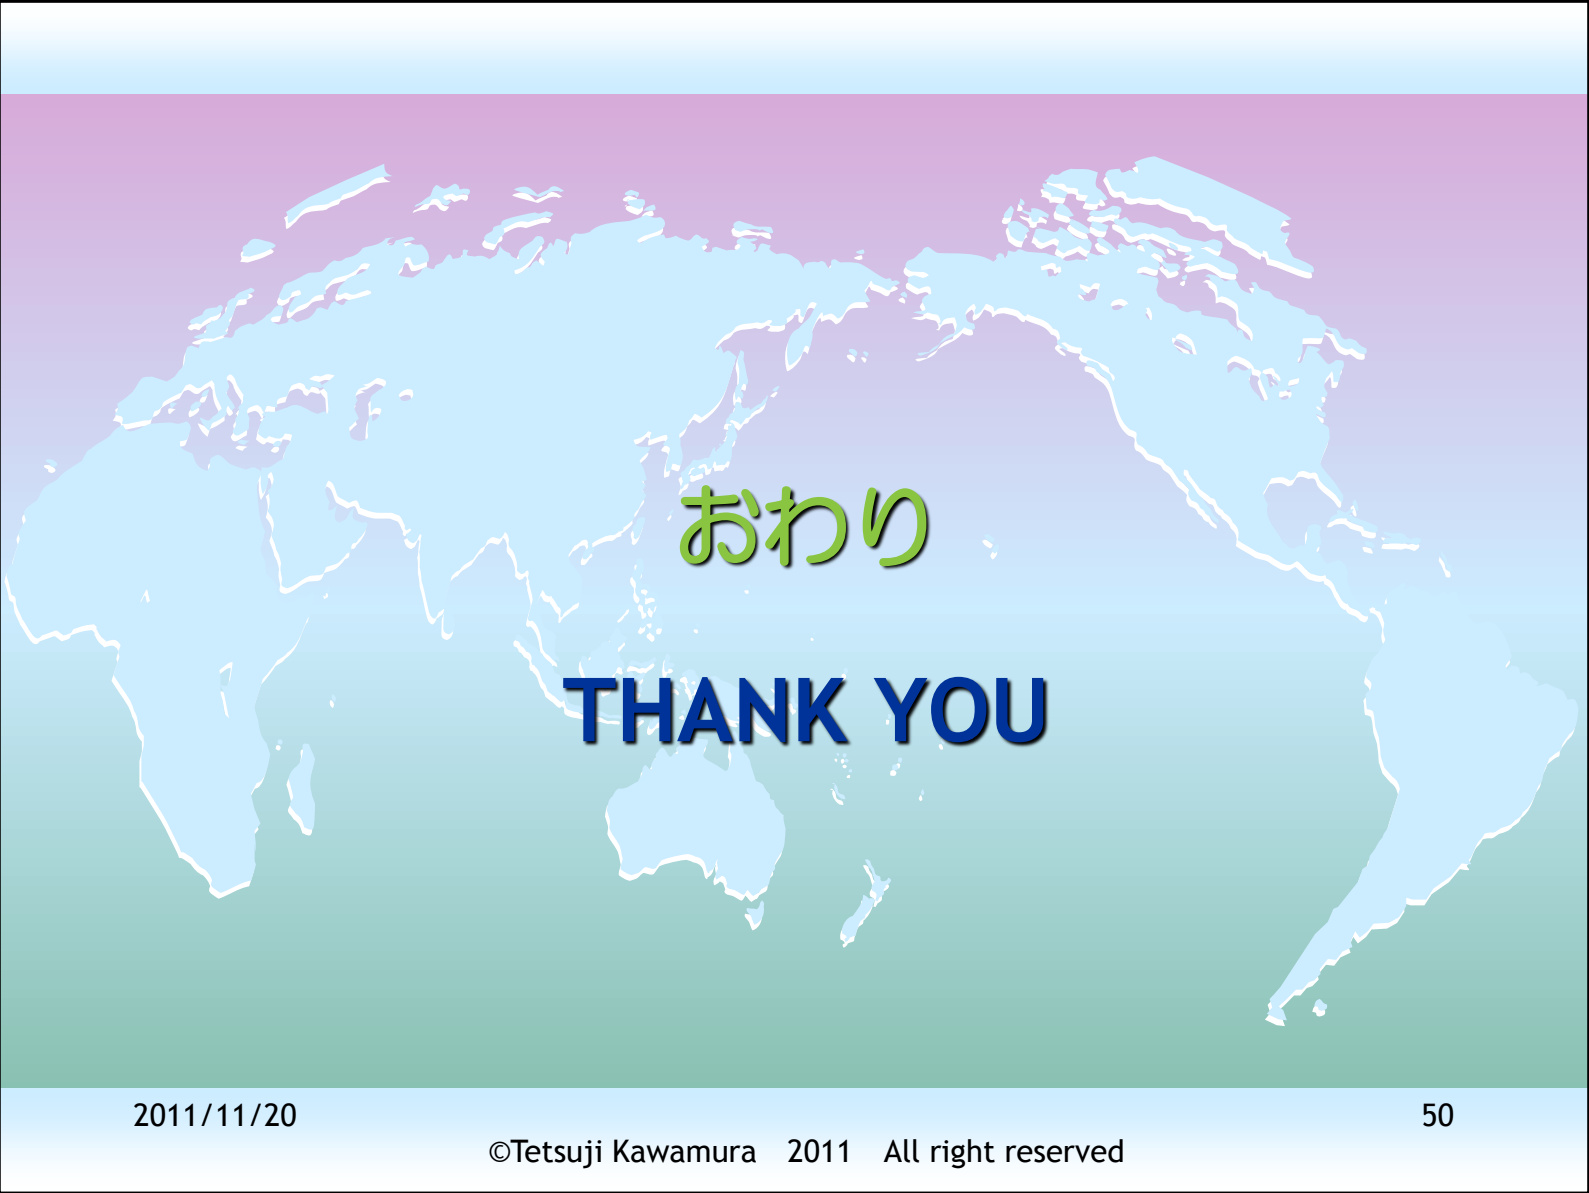 おわり
THANK YOU
2011/11/20
50
©Tetsuji Kawamura　2011　All right reserved